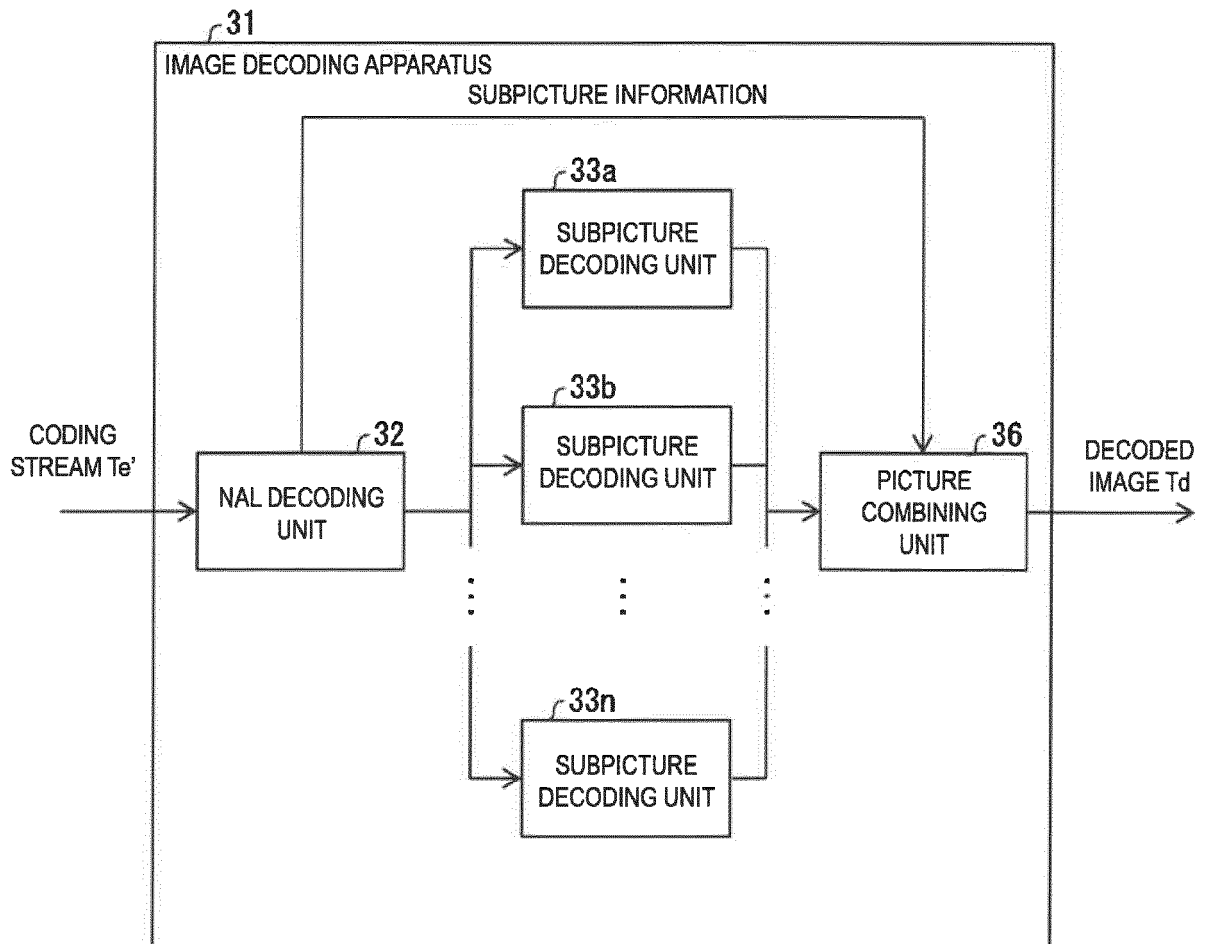 31
IMAGE DECODING APPARATUS
SUBPICTURE INFORMATION
33a
SUBPICTURE
DECODING UNIT
33b
SUBPICTURE
DECODING UNIT
CODING
STREAM Te'
32
NAL DECODING
UNIT
36
PICTURE
COMBINING
UNIT
DECODED
IMAGE Td
33n
SUBPICTURE
DECODING UNIT